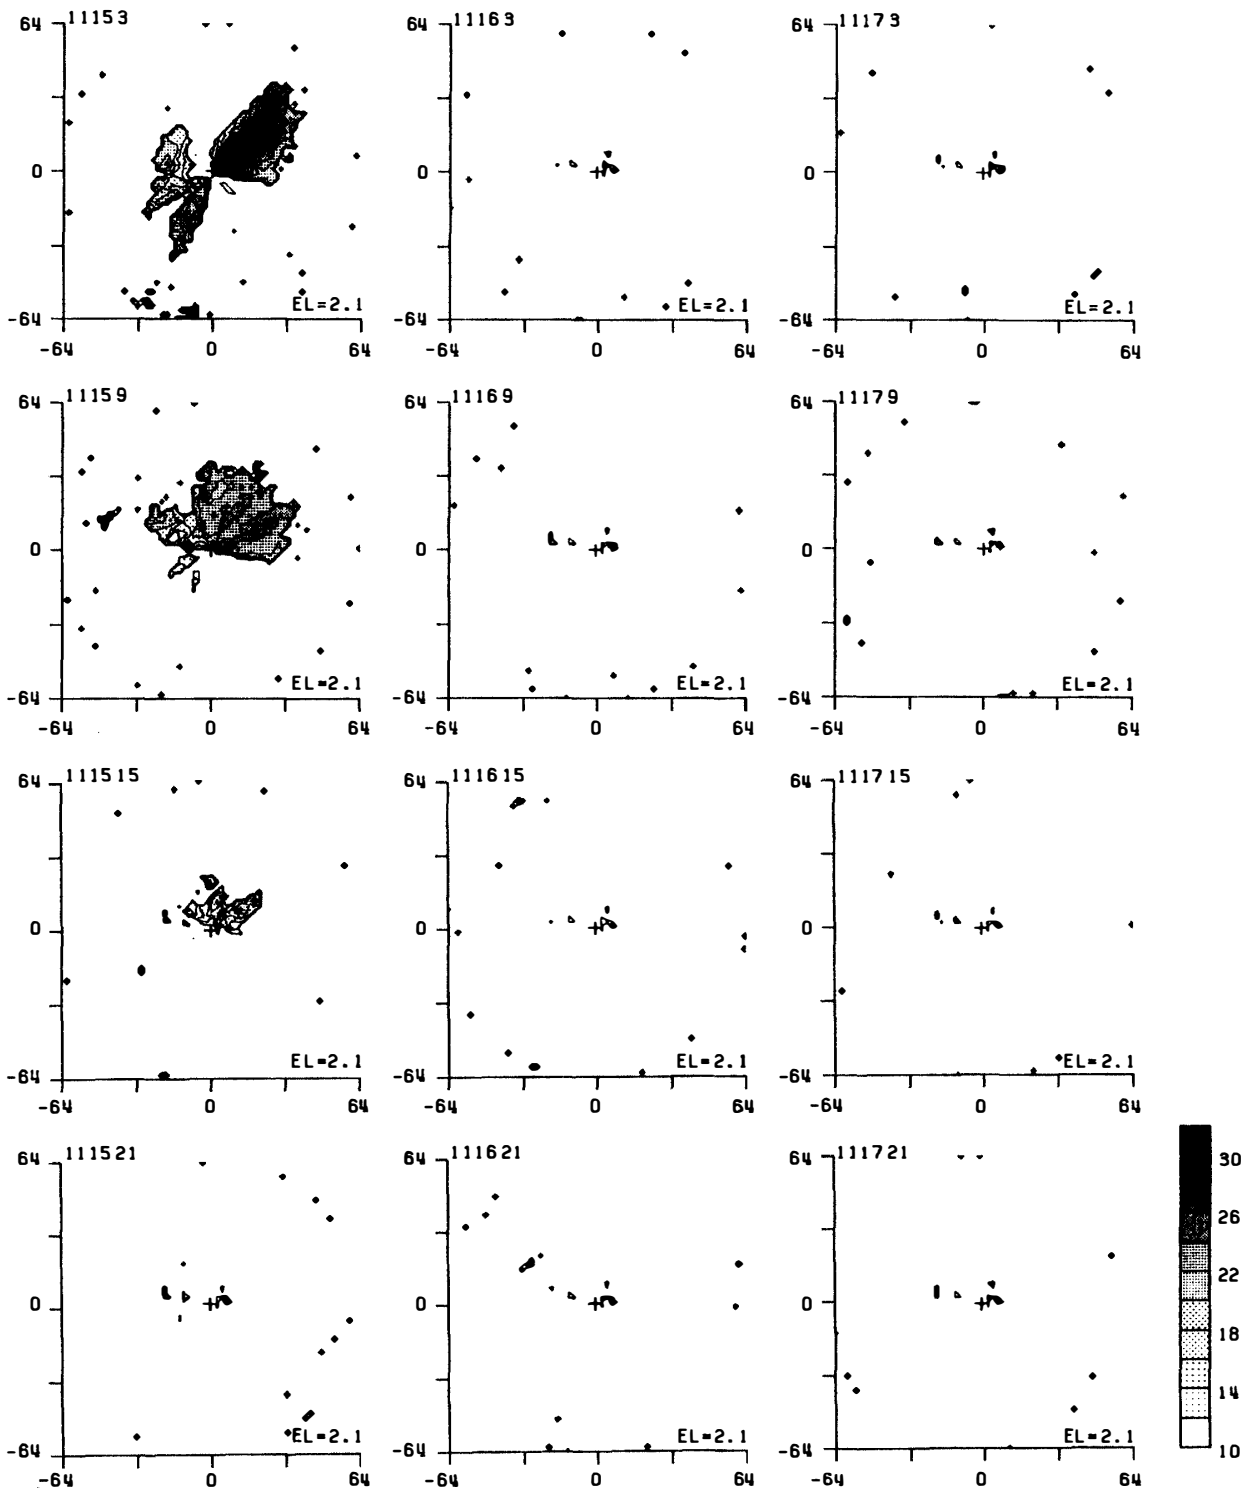 64 11153 64 11163 64 11173
0 0 0
EL=2.1 EL=2.1 EL=2.1
-64 -64 -64
-64 0 64 -64 0 64 -64 0 64
64 11159 64 11169 64 11179
0 0 0
EL=2.1 EL=2.1 EL=2.1
-64 -64 -64
-64 0 64 -64 0 64 -64 0 64
64 111515 64 111615 64 111715
0 0 0
EL=2.1 EL=2.1 EL=2.1
-64 -64 -64
-64 0 64 -64 0 64 -64 0 64
64 111521 64 111621 64 111721
30
26
22
0 0 0
18
14
EL=2.1 EL=2.1 EL=2.1
-64 -64 -64 10
-64 0 64 -64 0 64 -64 0 64